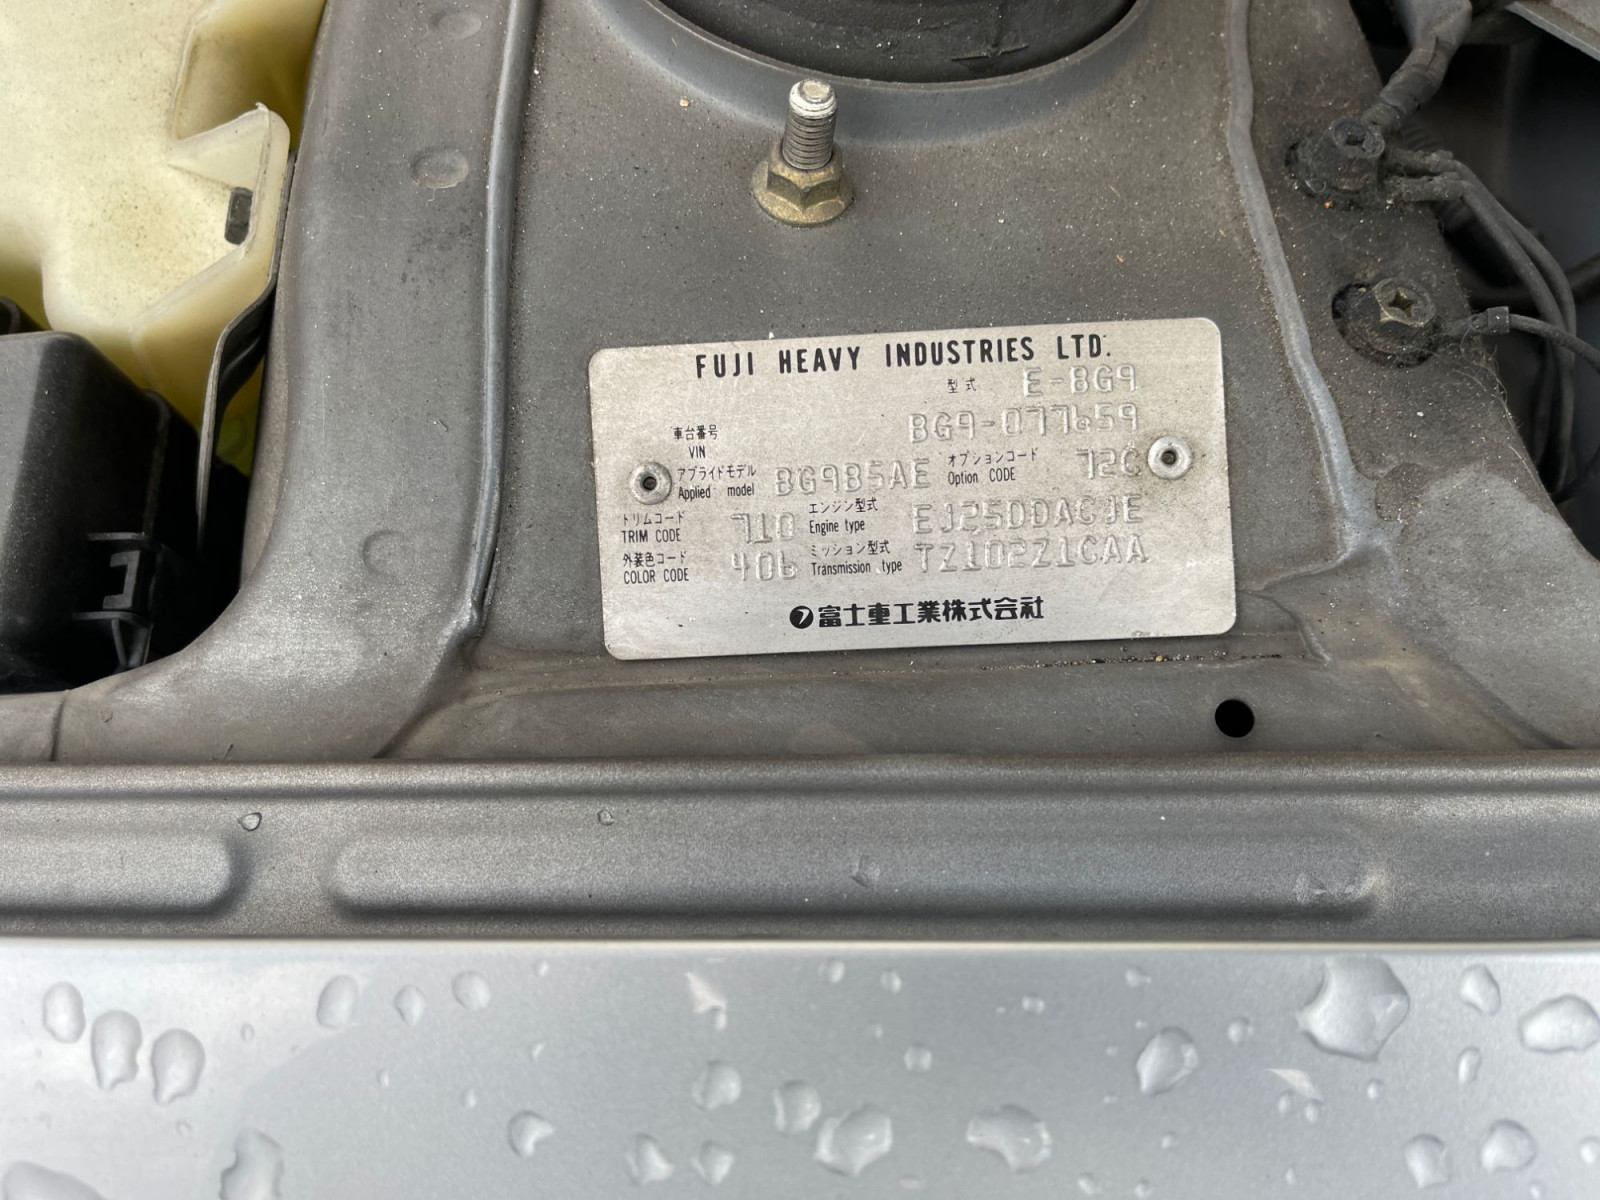 FUJI HEAVY INDUSTRIES LTD.
型式 E-BG9
車台番号 VIN BG9-077659
アプライドモデル Applied model BG9B5AE オプションコード Option CODE 72C
トリムコード TRIM CODE 710 エンジン型式 Engine type EJ25DDACJE
外装色コード COLOR CODE 406 ミッション型式 Transmission type TZ102Z1CAA
富士重工業株式会社